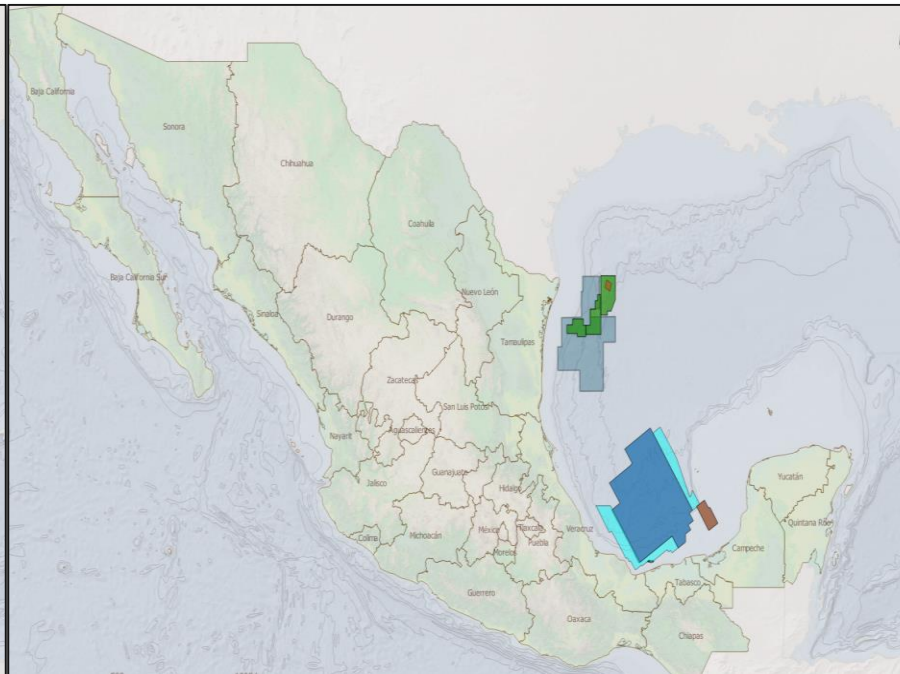 Baja California
Sonora
Chihuahua
Coahuila
Baja California Sur
Sinaloa
Durango
Nuevo León
Tamaulipas
Zacatecas
San Luis Potosí
Nayarit
Aguascalientes
Jalisco
Guanajuato
Hidalgo
Yucatán
Quintana Roo
Colima
Michoacán
México
Tlaxcala
Puebla
Morelos
Veracruz
Campeche
Tabasco
Guerrero
Oaxaca
Chiapas